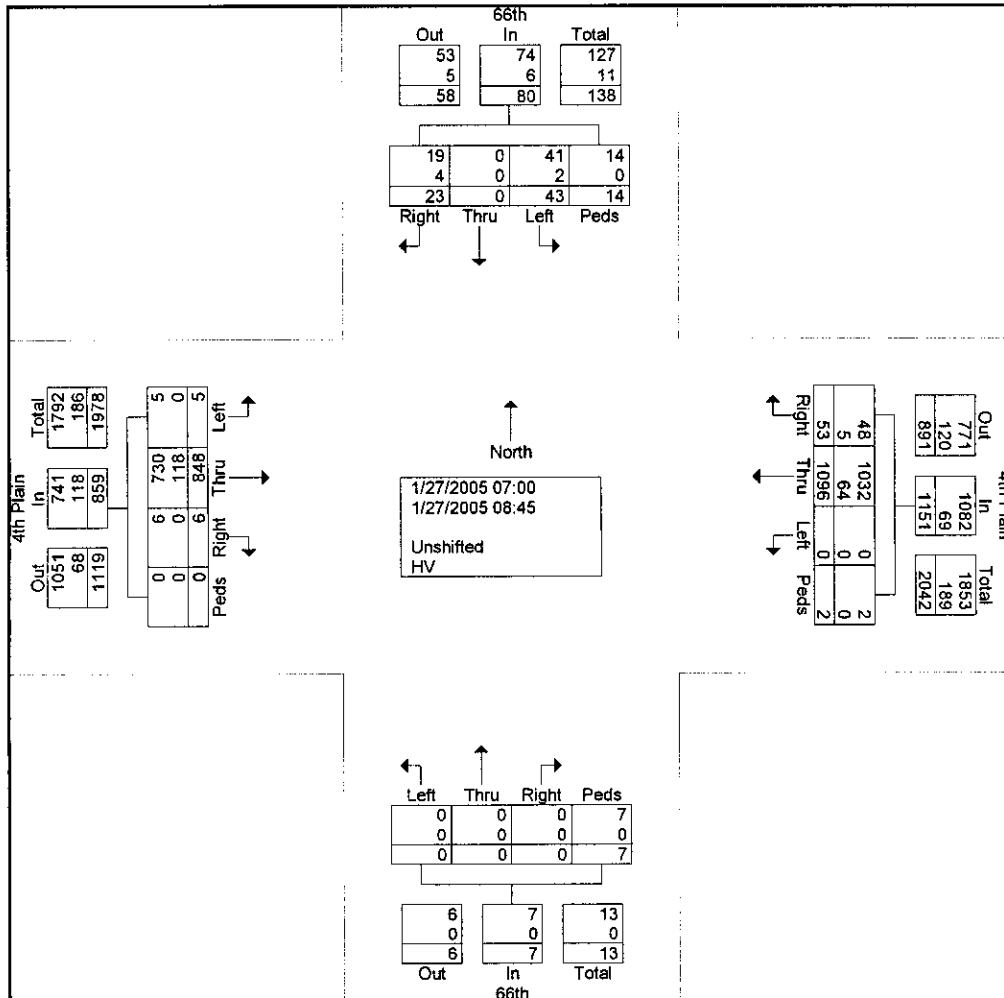 66th
Out In Total
53 74 127
5 6 11
58 80 138
19 0 41 14
4 0 2 0
23 0 43 14
Right Thru Left Peds
4th Plain
Total In Out
1792 741 1051
186 118 68
1978 859 1119
5 730 6 0
0 118 0 0
5 848 6 0
Left Thru Right Peds
North
1/27/2005 07:00
1/27/2005 08:45
Unshifted
HV
4th Plain
Out In Total
771 1082 1853
120 69 189
891 1151 2042
48 1032 0 2
5 64 0 0
53 1096 0 2
Right Thru Left Peds
Left Thru Right Peds
0 0 0 7
0 0 0 0
0 0 0 7
6 7 13
0 0 0
6 7 13
Out In Total
66th